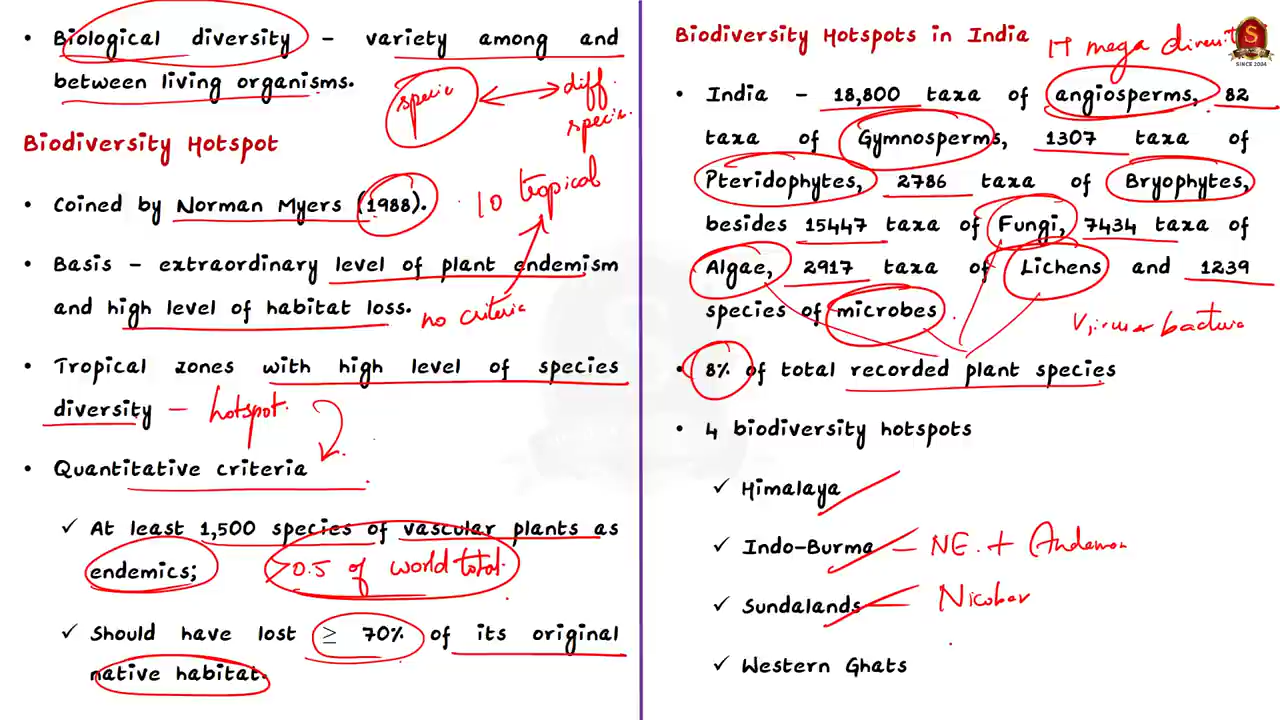 • Biological diversity – variety among and
between living organisms.
specie ↔ diff
specie.
Biodiversity Hotspot
• Coined by Norman Myers (1988).
10 tropical
• Basis – extraordinary level of plant endemism
and high level of habitat loss.
no criteria
• Tropical zones with high level of species
diversity – hotspot.
• Quantitative criteria
✓ At least 1,500 species of vascular plants as
endemics;
>0.5 of world total.
✓ Should have lost ≥ 70% of its original
native habitat.
Biodiversity Hotspots in India
17 mega diversit
S
SINCE 2004
• India – 18,800 taxa of angiosperms, 82
taxa of Gymnosperms, 1307 taxa of
Pteridophytes, 2786 taxa of Bryophytes,
besides 15447 taxa of Fungi, 7434 taxa of
Algae, 2917 taxa of Lichens and 1239
species of microbes.
bacteria
• 8% of total recorded plant species
• 4 biodiversity hotspots
✓ Himalaya
✓ Indo-Burma – NE. + Andaman
✓ Sundalands – Nicobar
✓ Western Ghats